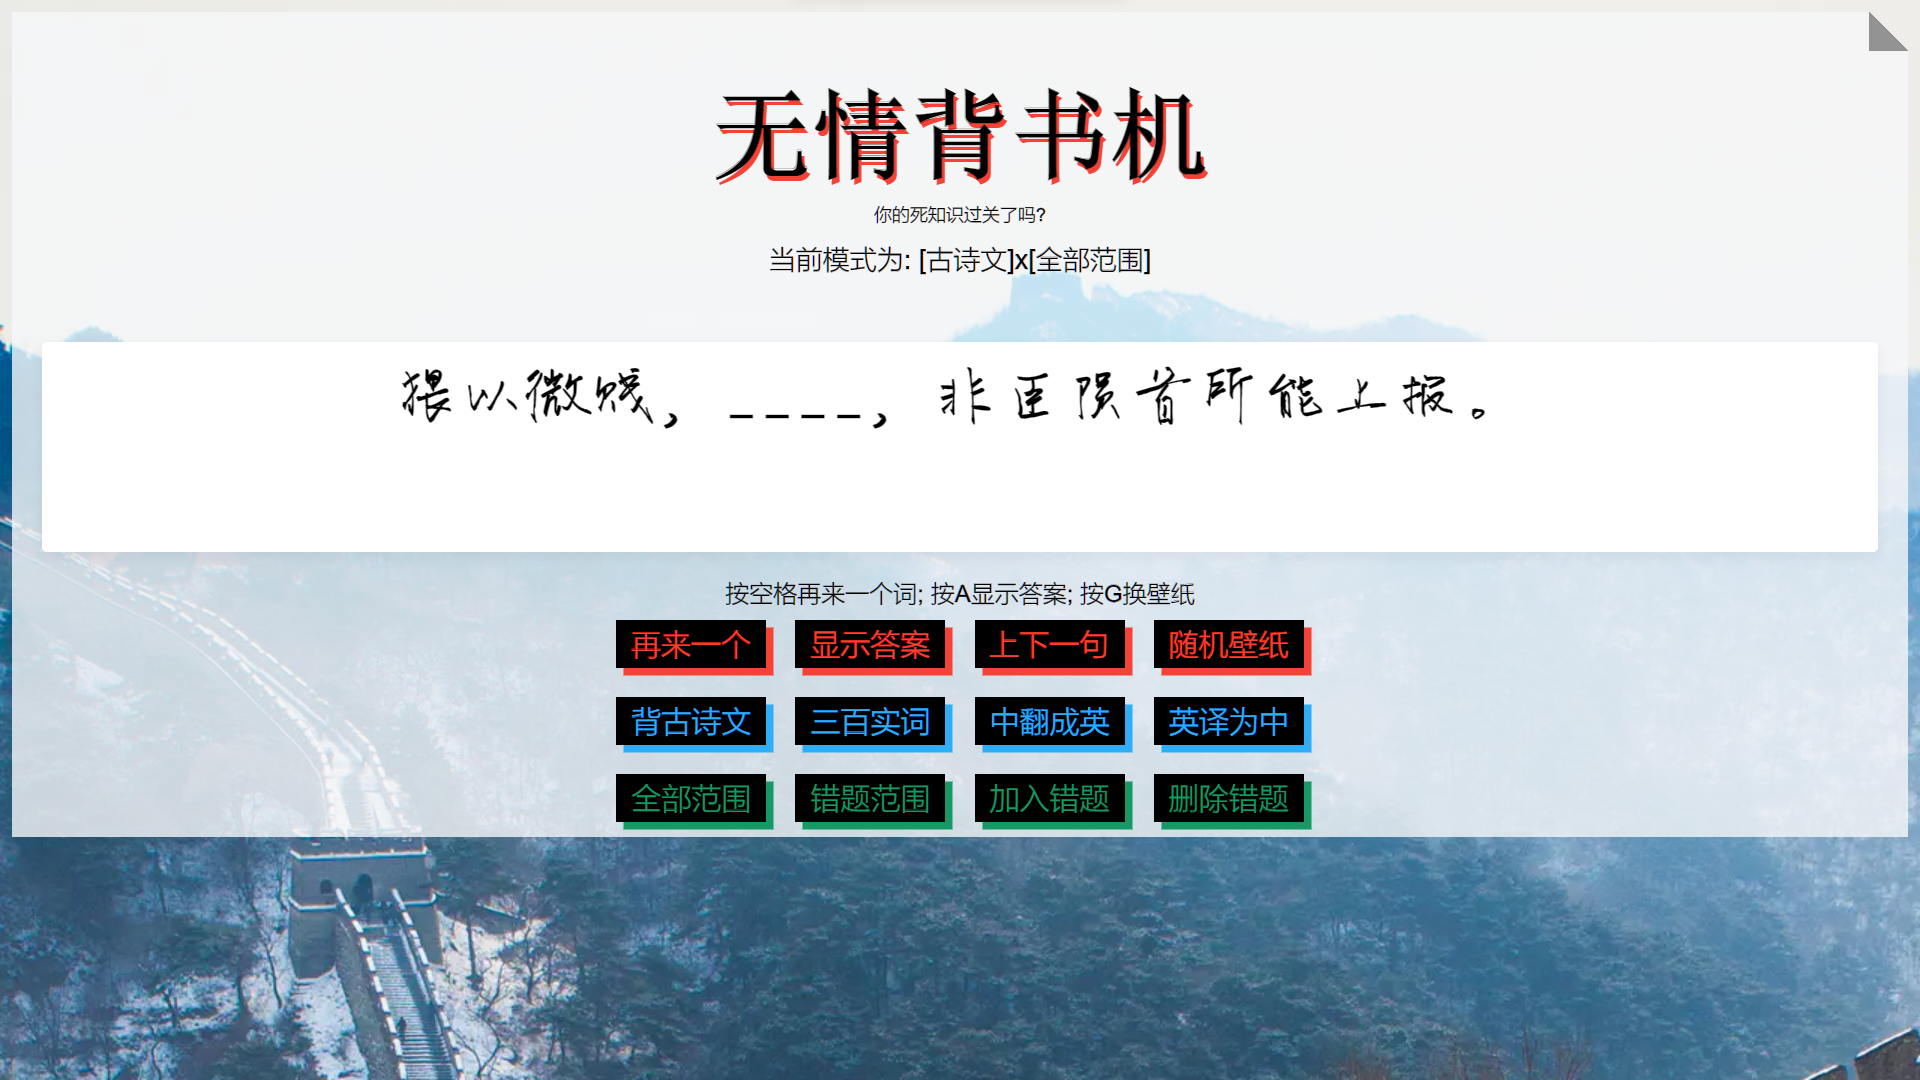 无情背书机
你的死知识过关了吗?
当前模式为: [古诗文]x[全部范围]
猥以微贱，____，非臣陨首所能上报。
按空格再来一个词; 按A显示答案; 按G换壁纸
再来一个 显示答案 上下一句 随机壁纸
背古诗文 三百实词 中翻成英 英译为中
全部范围 错题范围 加入错题 删除错题